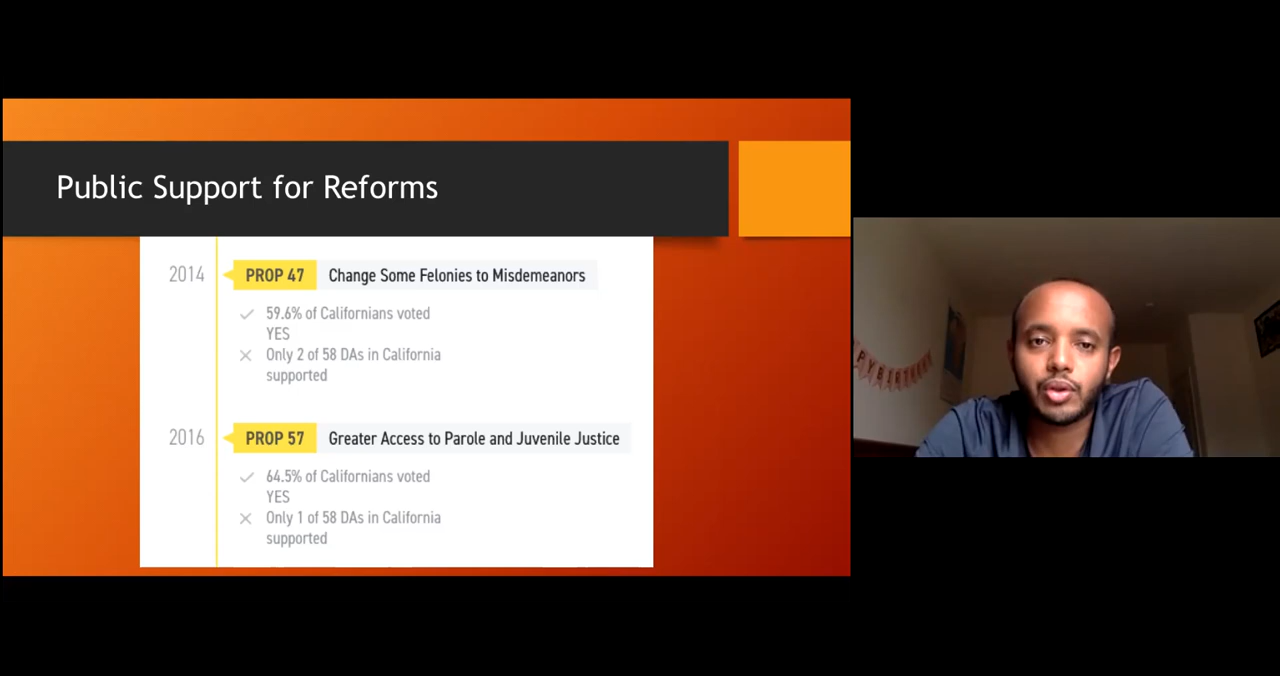 Public Support for Reforms
2014
PROP 47
Change Some Felonies to Misdemeanors
59.6% of Californians voted
YES
Only 2 of 58 DAs in California
supported
2016
PROP 57
Greater Access to Parole and Juvenile Justice
64.5% of Californians voted
YES
Only 1 of 58 DAs in California
supported